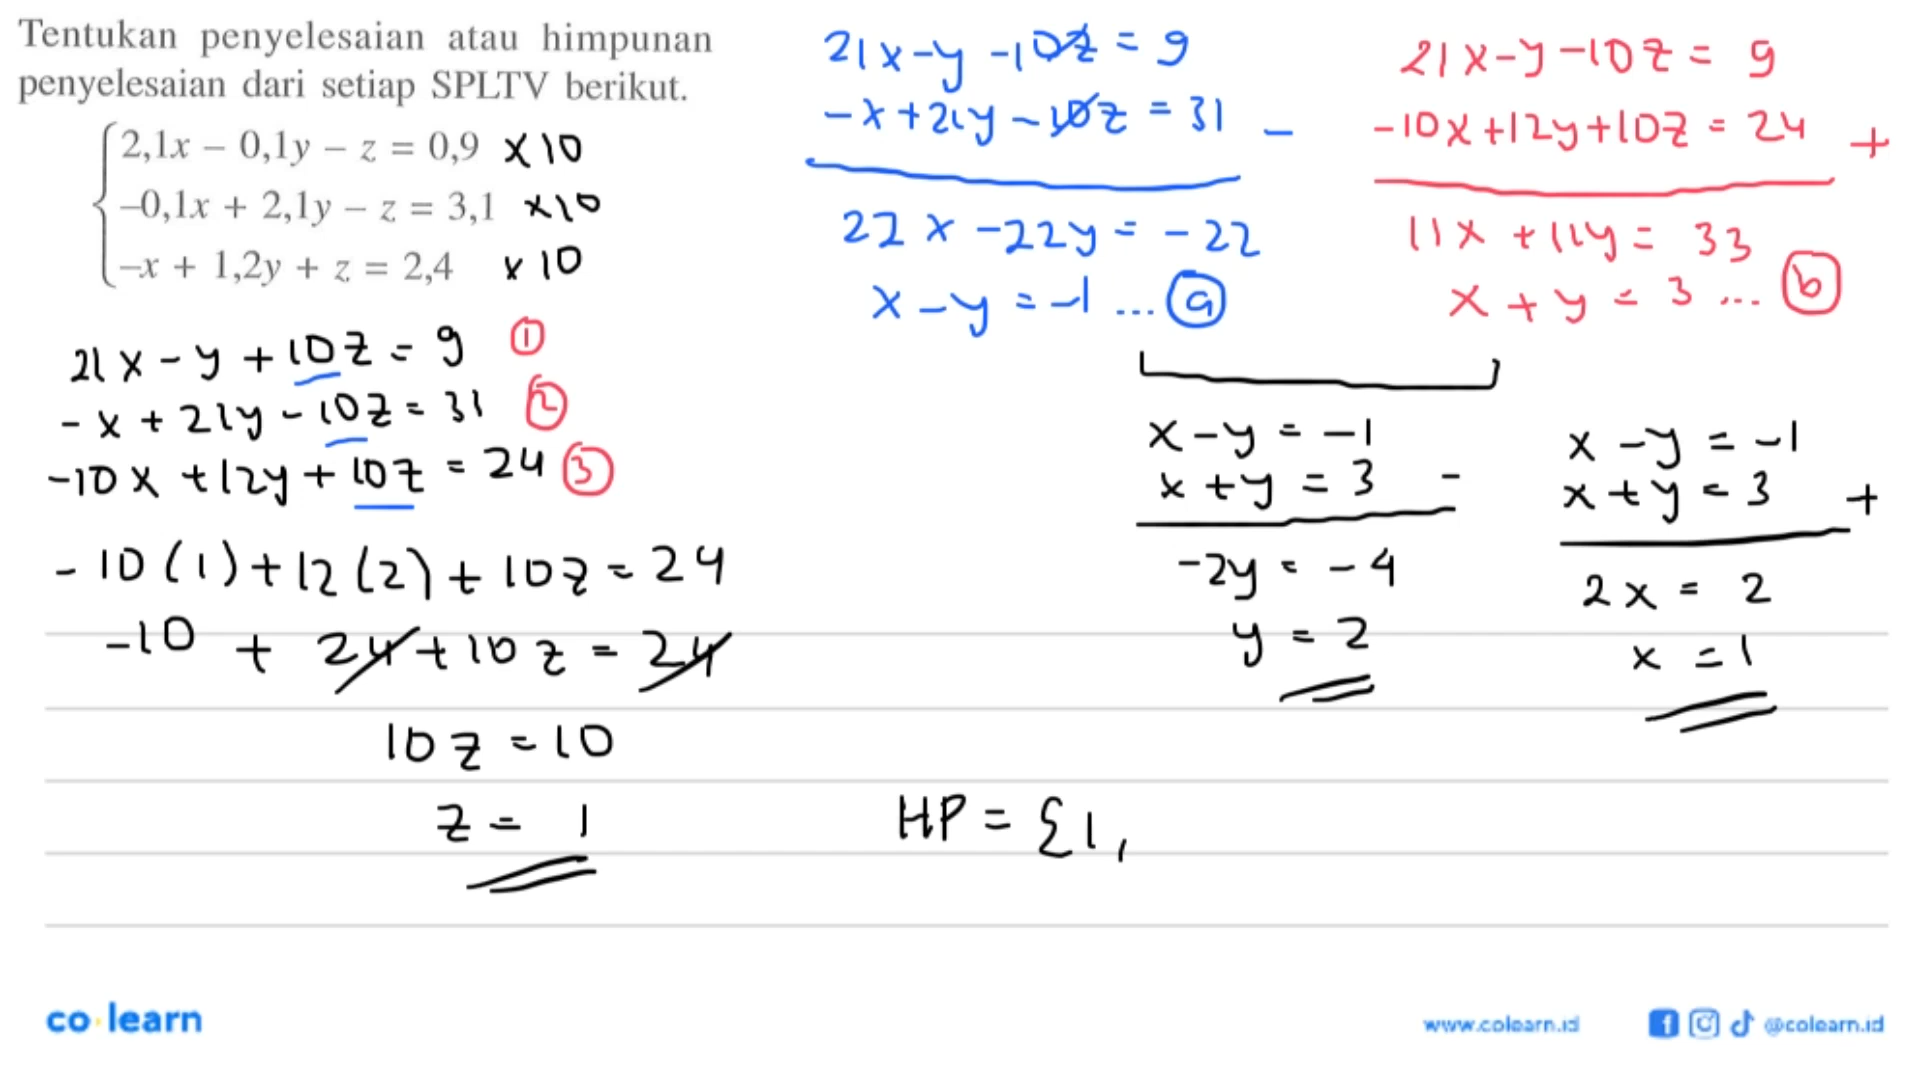 Tentukan penyelesaian atau himpunan
penyelesaian dari setiap SPLTV berikut.
2,1x – 0,1y – z = 0,9 x10
–0,1x + 2,1y – z = 3,1 x10
–x + 1,2y + z = 2,4 x10
21x - y + 10z = 9 ①
-x + 21y - 10z = 31 ②
-10x + 12y + 10z = 24 ③
-10(1) + 12(2) + 10z = 24
-10 + 24 + 10z = 24
10z = 10
z = 1
21x - y - 10z = 9
-x + 21y - 10z = 31 -
22x - 22y = -22
x - y = -1 ... ⓐ
21x - y - 10z = 9
-10x + 12y + 10z = 24 +
11x + 11y = 33
x + y = 3 ... ⓑ
x - y = -1
x + y = 3 -
-2y = -4
y = 2
x - y = -1
x + y = 3 +
2x = 2
x = 1
HP = {1,
co learn
www.colearn.id
@colearn.id